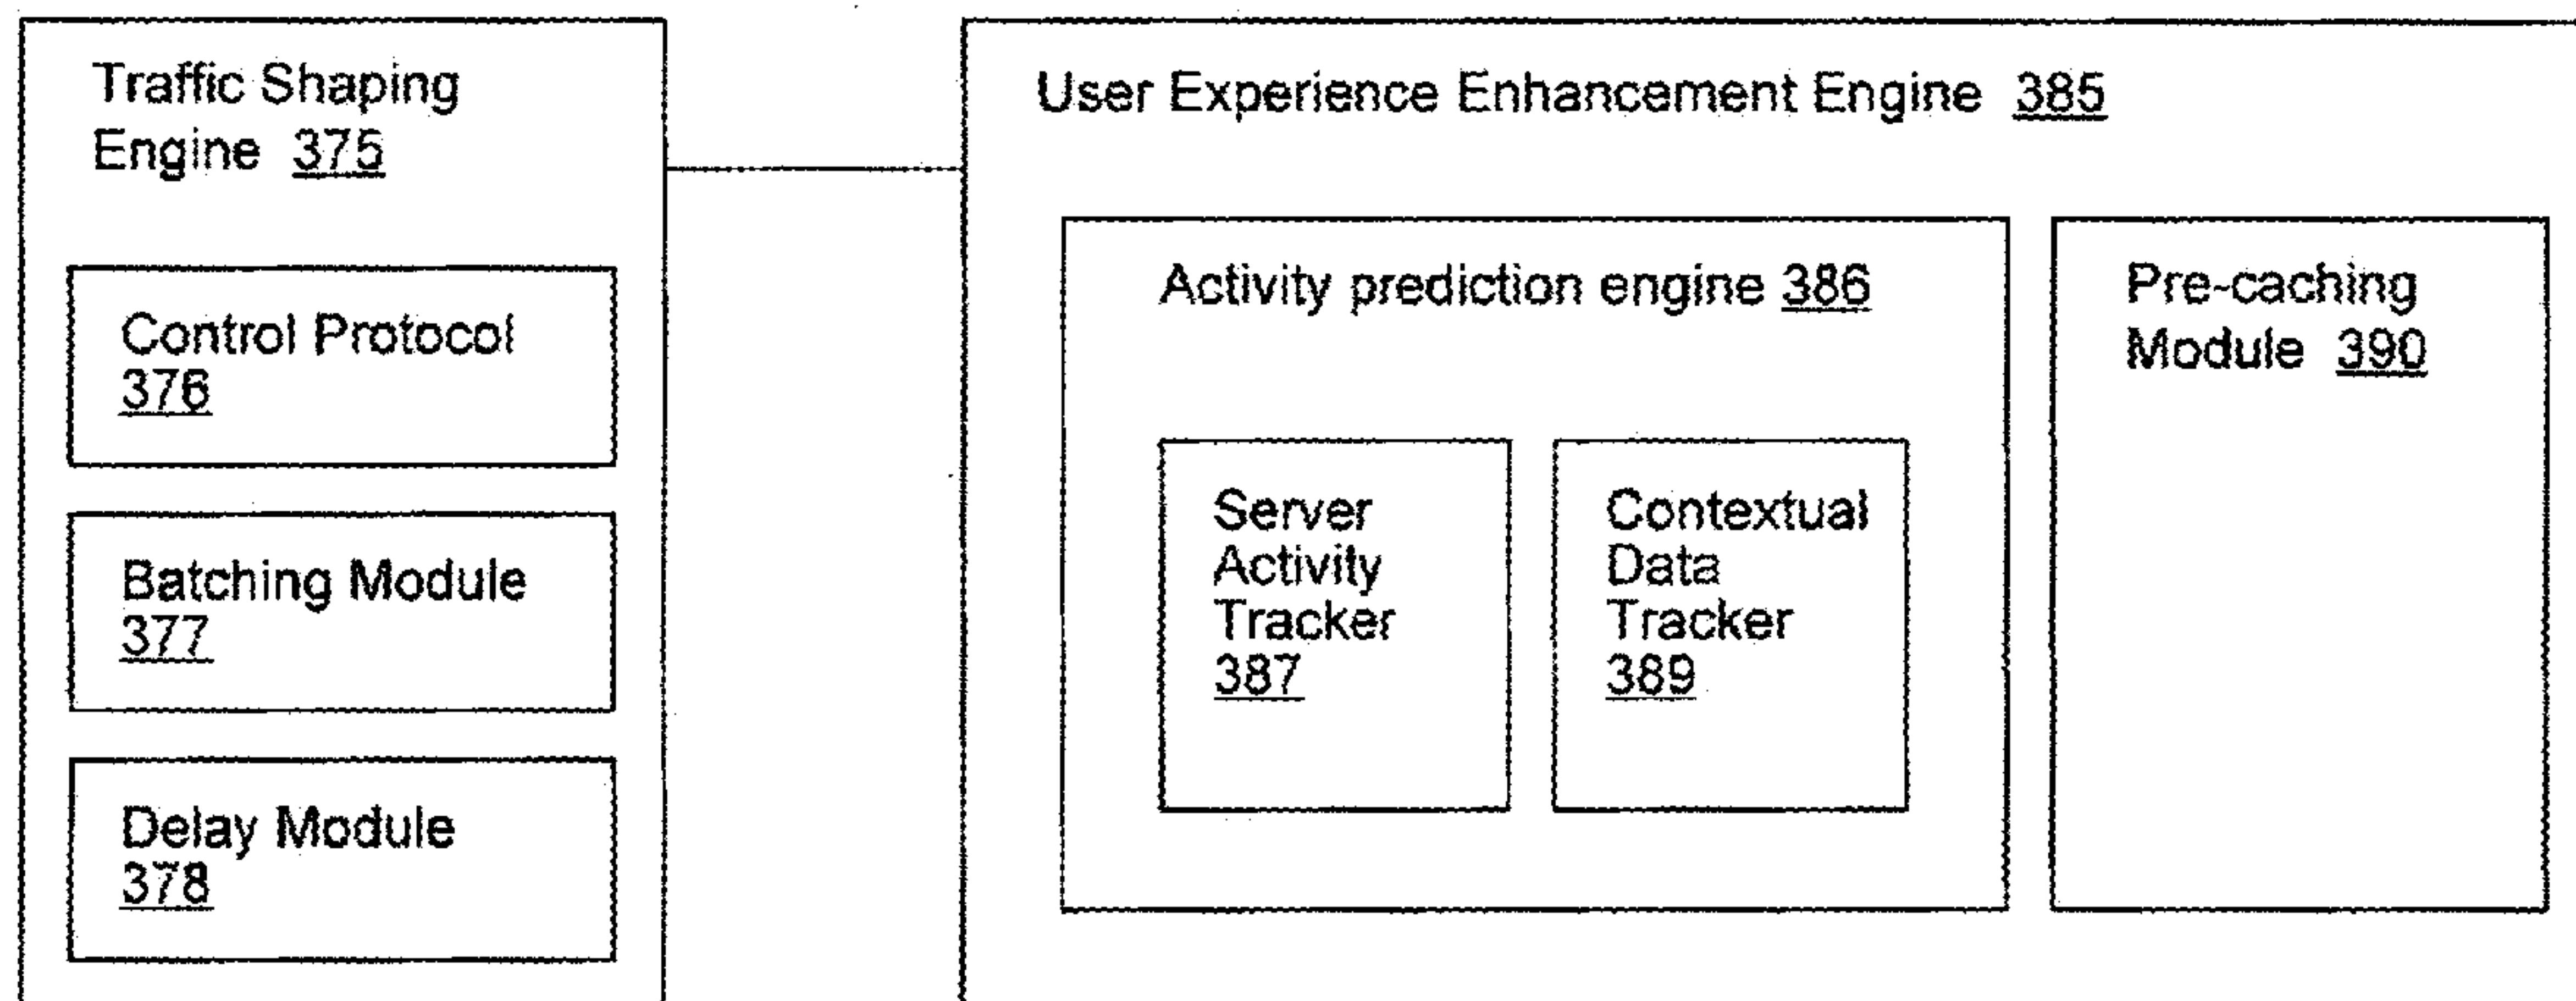 Traffic Shaping
Engine 375
Control Protocol
376
Batching Module
377
Delay Module
378
User Experience Enhancement Engine 385
Activity prediction engine 386
Server
Activity
Tracker
387
Contextual
Data
Tracker
389
Pre-caching
Module 390